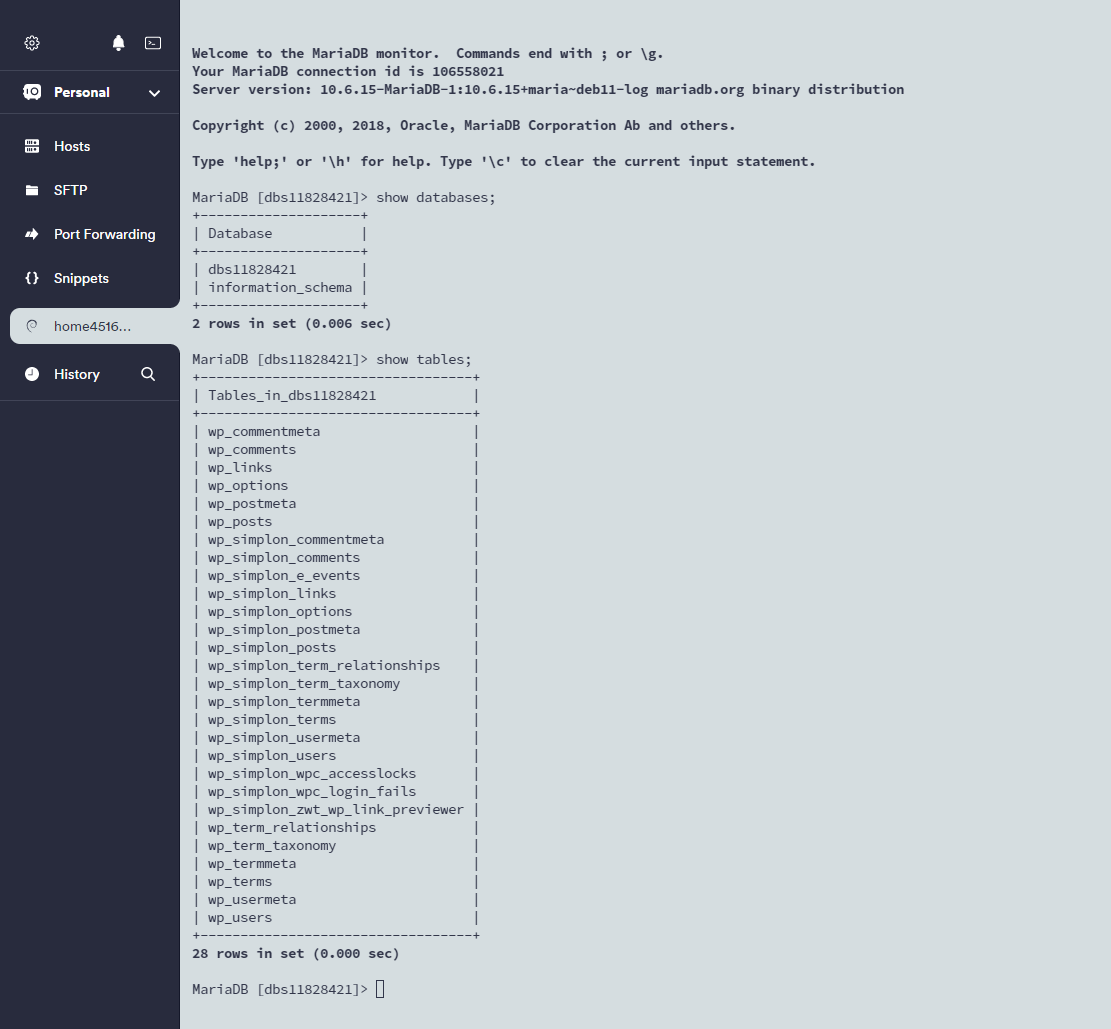 Personal
Hosts
SFTP
Port Forwarding
Snippets
home4516...
History
Welcome to the MariaDB monitor.  Commands end with ; or \g.
Your MariaDB connection id is 106558021
Server version: 10.6.15-MariaDB-1:10.6.15+maria~deb11-log mariadb.org binary distribution
Copyright (c) 2000, 2018, Oracle, MariaDB Corporation Ab and others.
Type 'help;' or '\h' for help. Type '\c' to clear the current input statement.
MariaDB [dbs11828421]> show databases;
+--------------------+
| Database           |
+--------------------+
| dbs11828421        |
| information_schema |
+--------------------+
2 rows in set (0.006 sec)
MariaDB [dbs11828421]> show tables;
+----------------------------------+
| Tables_in_dbs11828421            |
+----------------------------------+
| wp_commentmeta                   |
| wp_comments                      |
| wp_links                         |
| wp_options                       |
| wp_postmeta                      |
| wp_posts                         |
| wp_simplon_commentmeta           |
| wp_simplon_comments              |
| wp_simplon_e_events              |
| wp_simplon_links                 |
| wp_simplon_options               |
| wp_simplon_postmeta              |
| wp_simplon_posts                 |
| wp_simplon_term_relationships    |
| wp_simplon_term_taxonomy         |
| wp_simplon_termmeta              |
| wp_simplon_terms                 |
| wp_simplon_usermeta              |
| wp_simplon_users                 |
| wp_simplon_wpc_accesslocks       |
| wp_simplon_wpc_login_fails       |
| wp_simplon_zwt_wp_link_previewer |
| wp_term_relationships            |
| wp_term_taxonomy                 |
| wp_termmeta                      |
| wp_terms                         |
| wp_usermeta                      |
| wp_users                         |
+----------------------------------+
28 rows in set (0.000 sec)
MariaDB [dbs11828421]>